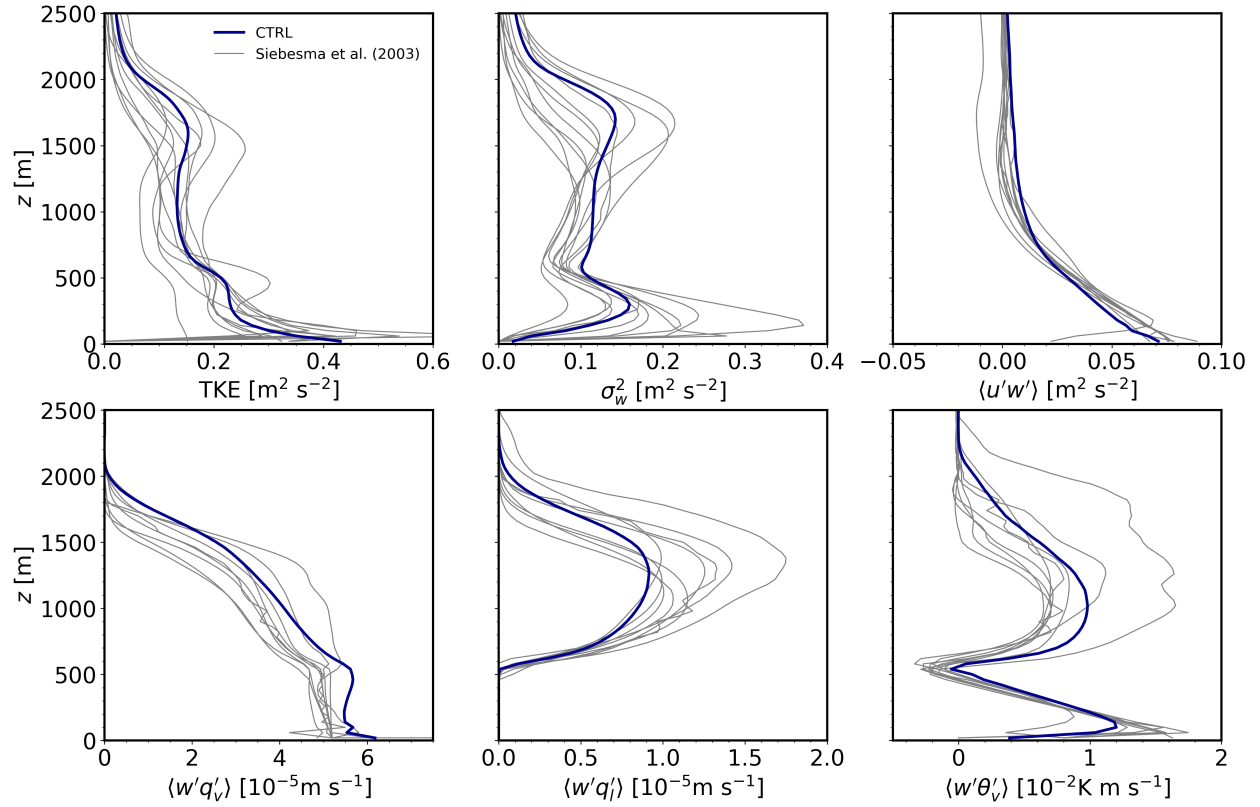 2500
2000
1500
1000
500
0
z [m]
CTRL
Siebesma et al. (2003)
0.0 0.2 0.4 0.6
TKE [m² s⁻²]
0.0 0.1 0.2 0.3 0.4
σ_w² [m² s⁻²]
−0.05 0.00 0.05 0.10
⟨u′w′⟩ [m² s⁻²]
2500
2000
1500
1000
500
0
z [m]
0 2 4 6
⟨w′q_v′⟩ [10⁻⁵m s⁻¹]
0.0 0.5 1.0 1.5 2.0
⟨w′q_l′⟩ [10⁻⁵m s⁻¹]
0 1 2
⟨w′θ_v′⟩ [10⁻²K m s⁻¹]